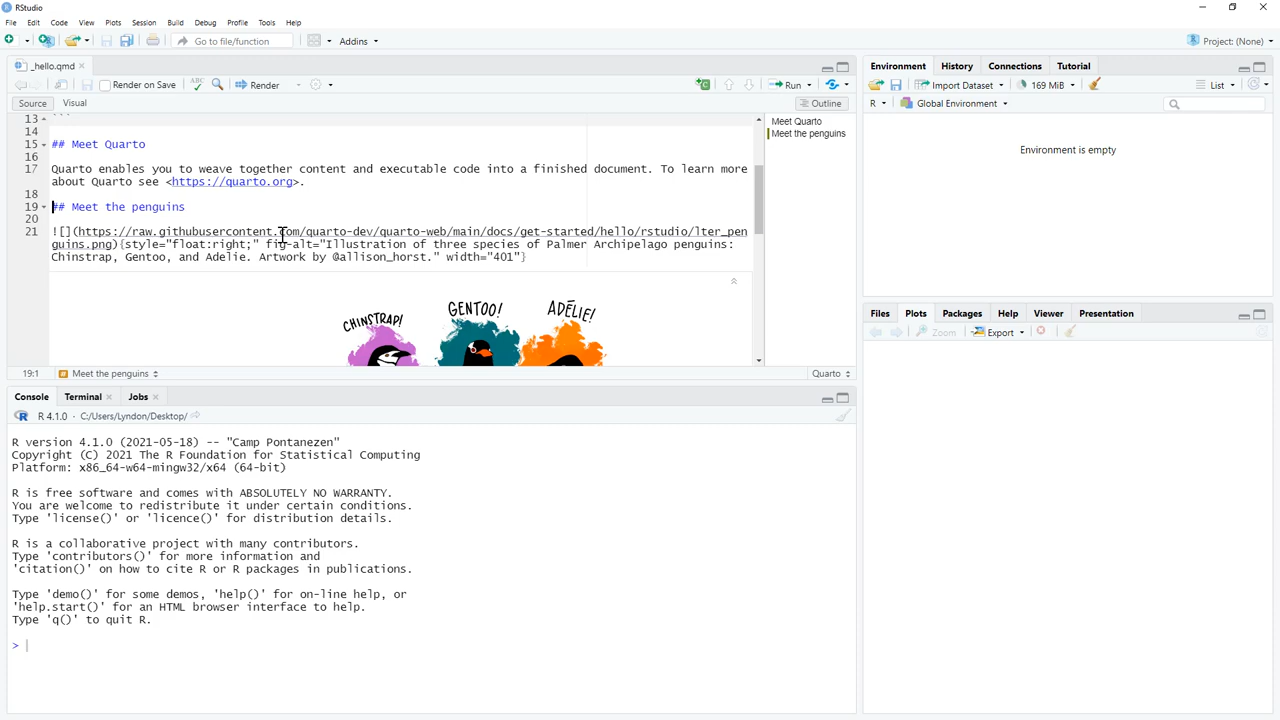 RStudio
File Edit Code View Plots Session Build Debug Profile Tools Help
Go to file/function Addins Project: (None)
_hello.qmd
Render on Save ABC Render Run
Source Visual Outline
13 ```
14
15 ## Meet Quarto
16
17 Quarto enables you to weave together content and executable code into a finished document. To learn more
about Quarto see <https://quarto.org>.
18
19 ## Meet the penguins
20
21 ![](https://raw.githubusercontent.com/quarto-dev/quarto-web/main/docs/get-started/hello/rstudio/lter_pen
guins.png){style="float:right;" fig-alt="Illustration of three species of Palmer Archipelago penguins:
Chinstrap, Gentoo, and Adelie. Artwork by @allison_horst." width="401"}
CHINSTRAP! GENTOO! ADÉLIE!
Meet Quarto
Meet the penguins
19:1 Meet the penguins Quarto
Console Terminal Jobs
R 4.1.0 · C:/Users/Lyndon/Desktop/
R version 4.1.0 (2021-05-18) -- "Camp Pontanezen"
Copyright (C) 2021 The R Foundation for Statistical Computing
Platform: x86_64-w64-mingw32/x64 (64-bit)
R is free software and comes with ABSOLUTELY NO WARRANTY.
You are welcome to redistribute it under certain conditions.
Type 'license()' or 'licence()' for distribution details.
R is a collaborative project with many contributors.
Type 'contributors()' for more information and
'citation()' on how to cite R or R packages in publications.
Type 'demo()' for some demos, 'help()' for on-line help, or
'help.start()' for an HTML browser interface to help.
Type 'q()' to quit R.
>
Environment History Connections Tutorial
Import Dataset 169 MiB List
R Global Environment
Environment is empty
Files Plots Packages Help Viewer Presentation
Zoom Export